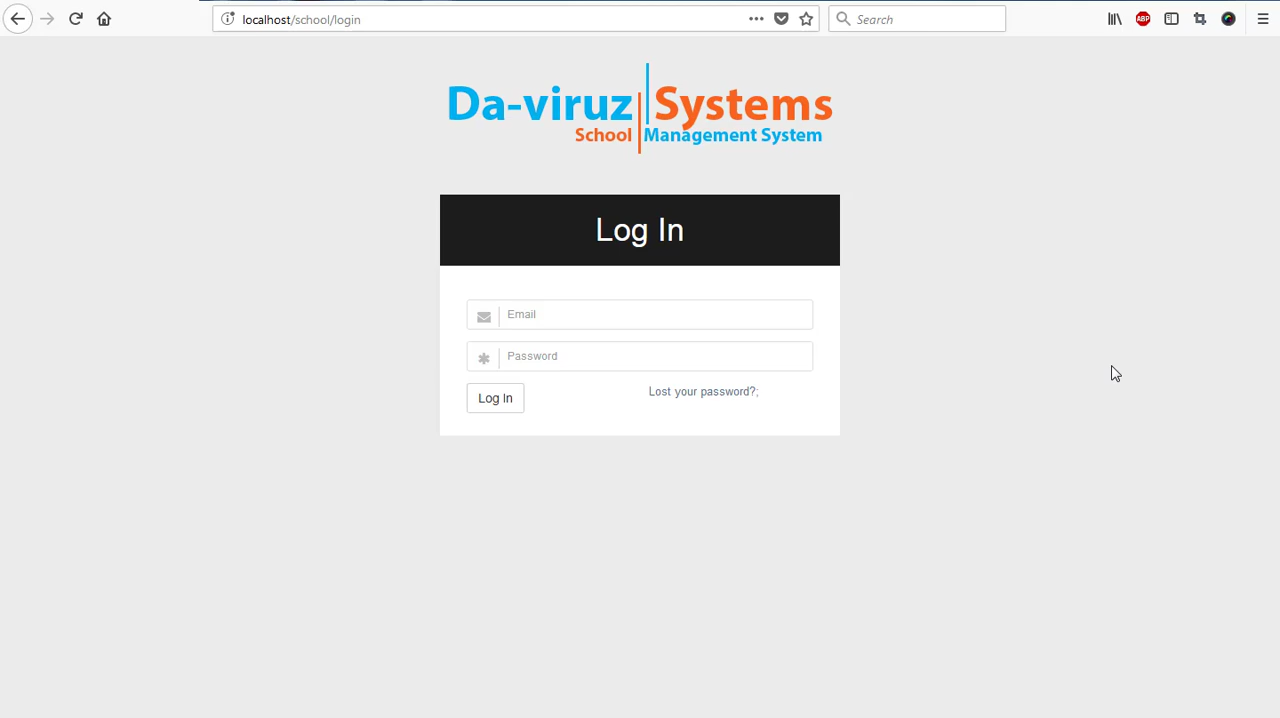 localhost/school/login
Search
ABP
Da-viruz Systems
School Management System
Log In
Email
Password
Log In
Lost your password?;